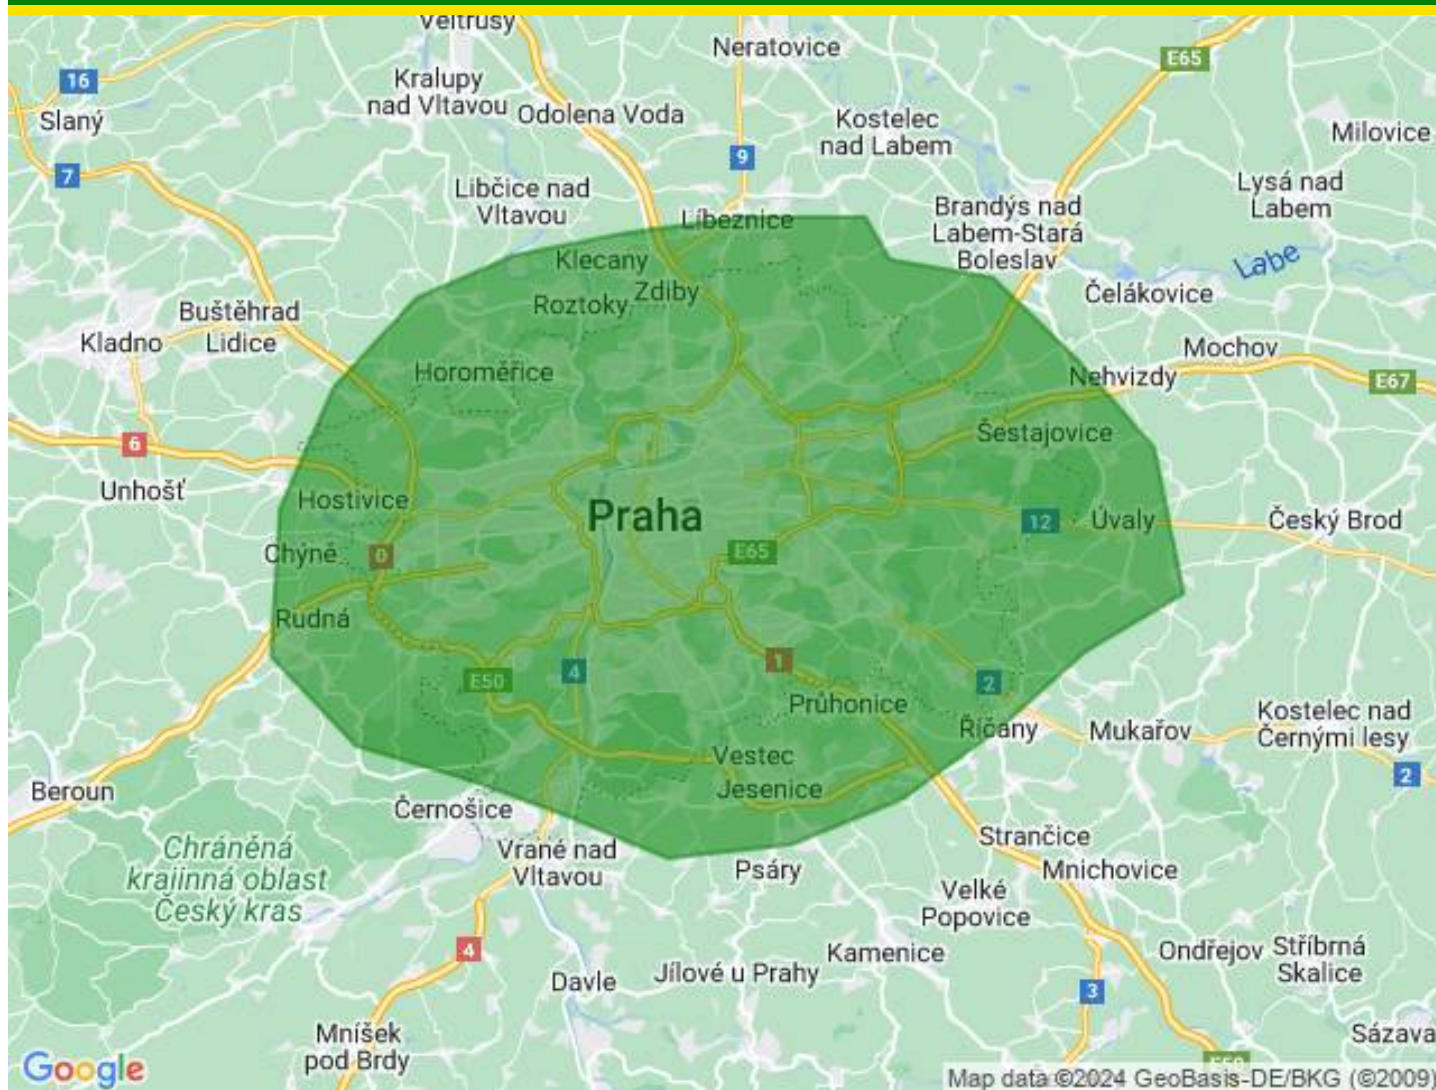 Veltrusy
Neratovice
E65
16
Kralupy
nad Vltavou
Odolena Voda
Kostelec
nad Labem
Slaný
Milovice
9
7
Libčice nad
Vltavou
Lysá nad
Labem
Líbeznice
Brandýs nad
Labem-Stará
Boleslav
Klecany
Labe
Roztoky
Zdiby
Čelákovice
Buštěhrad
Kladno
Lidice
Mochov
Horoměřice
Nehvizdy
E67
6
Šestajovice
Unhošť
Hostivice
Praha
12
Úvaly
Český Brod
Chýně
0
E65
Rudná
1
4
E50
2
Průhonice
Říčany
Mukařov
Kostelec nad
Černými lesy
Vestec
2
Beroun
Jesenice
Černošice
Strančice
Chráněná
krajinná oblast
Český kras
Vrané nad
Vltavou
Psáry
Mnichovice
Velké
Popovice
4
Kamenice
Ondřejov
Stříbrná
Skalice
Davle
Jílové u Prahy
3
Mníšek
pod Brdy
Sázava
Google
E50
Map data ©2024 GeoBasis-DE/BKG (©2009)